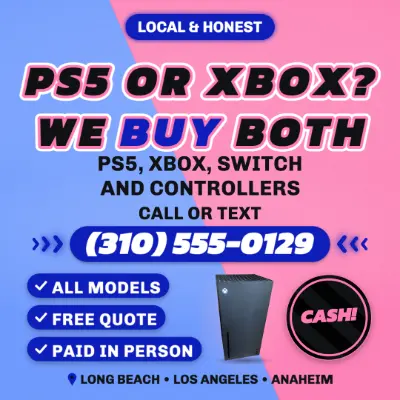 LOCAL & HONEST
PS5 OR XBOX?
WE BUY BOTH
PS5, XBOX, SWITCH
AND CONTROLLERS
CALL OR TEXT
(310) 555-0129
ALL MODELS
FREE QUOTE
PAID IN PERSON
CASH!
LONG BEACH • LOS ANGELES • ANAHEIM